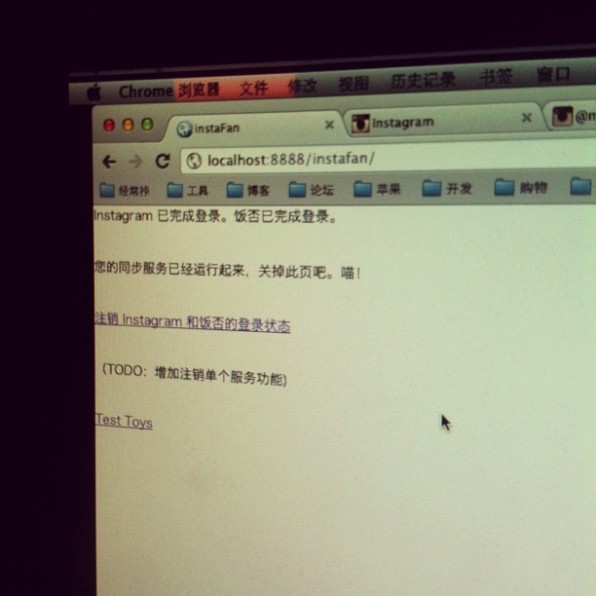 Chrome 浏览器 文件 修改 视图 历史记录 书签 窗口
instaFan Instagram @m
localhost:8888/instafan/
经常抄 工具 博客 论坛 苹果 开发 购物
Instagram 已完成登录。饭否已完成登录。
您的同步服务已经运行起来，关掉此页吧。喵！
注销 Instagram 和饭否的登录状态
（TODO：增加注销单个服务功能)
Test Toys